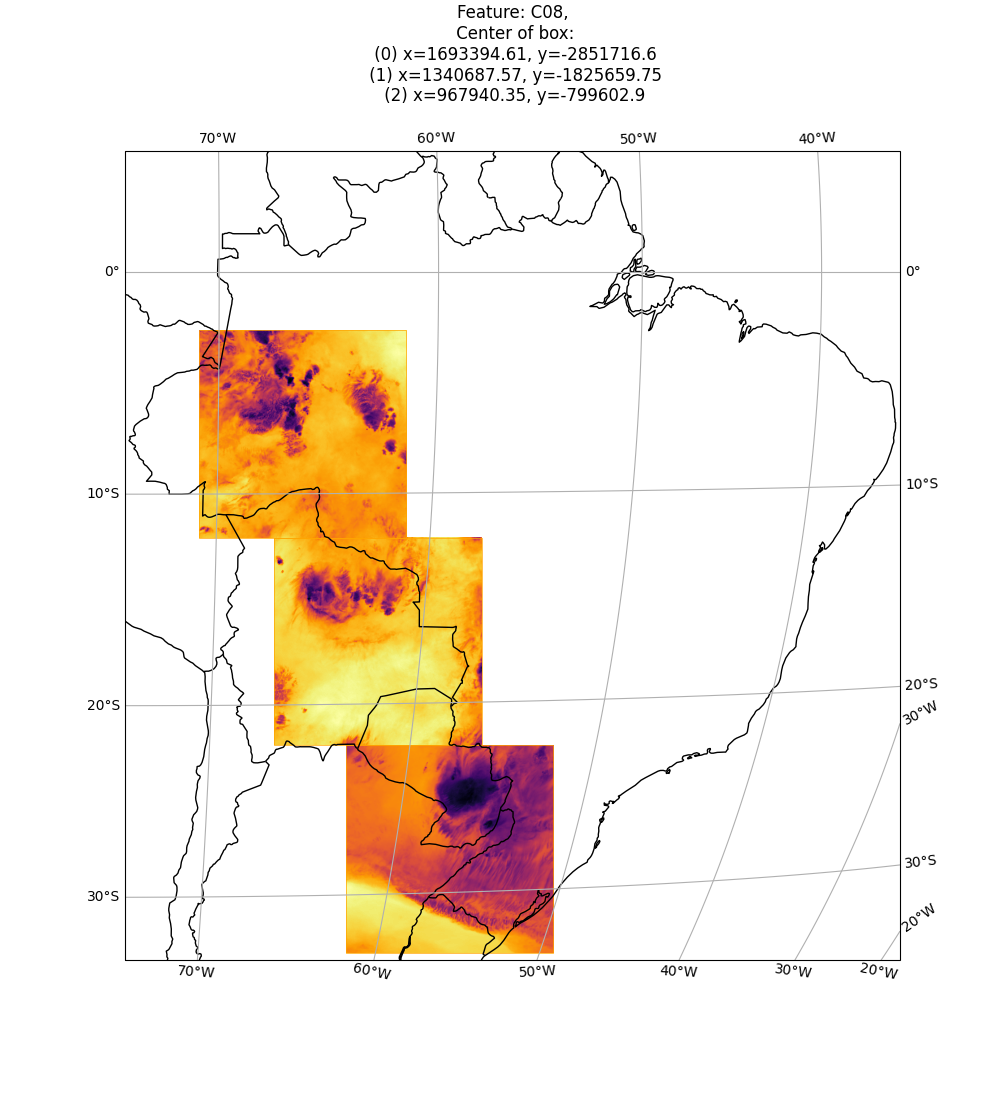 Feature: C08,
Center of box:
(0) x=1693394.61, y=-2851716.6
(1) x=1340687.57, y=-1825659.75
(2) x=967940.35, y=-799602.9
70°W 60°W 50°W 40°W
0° 0°
10°S 10°S
20°S 20°S
30°W
30°S 30°S
20°W
70°W 60°W 50°W 40°W 30°W 20°W